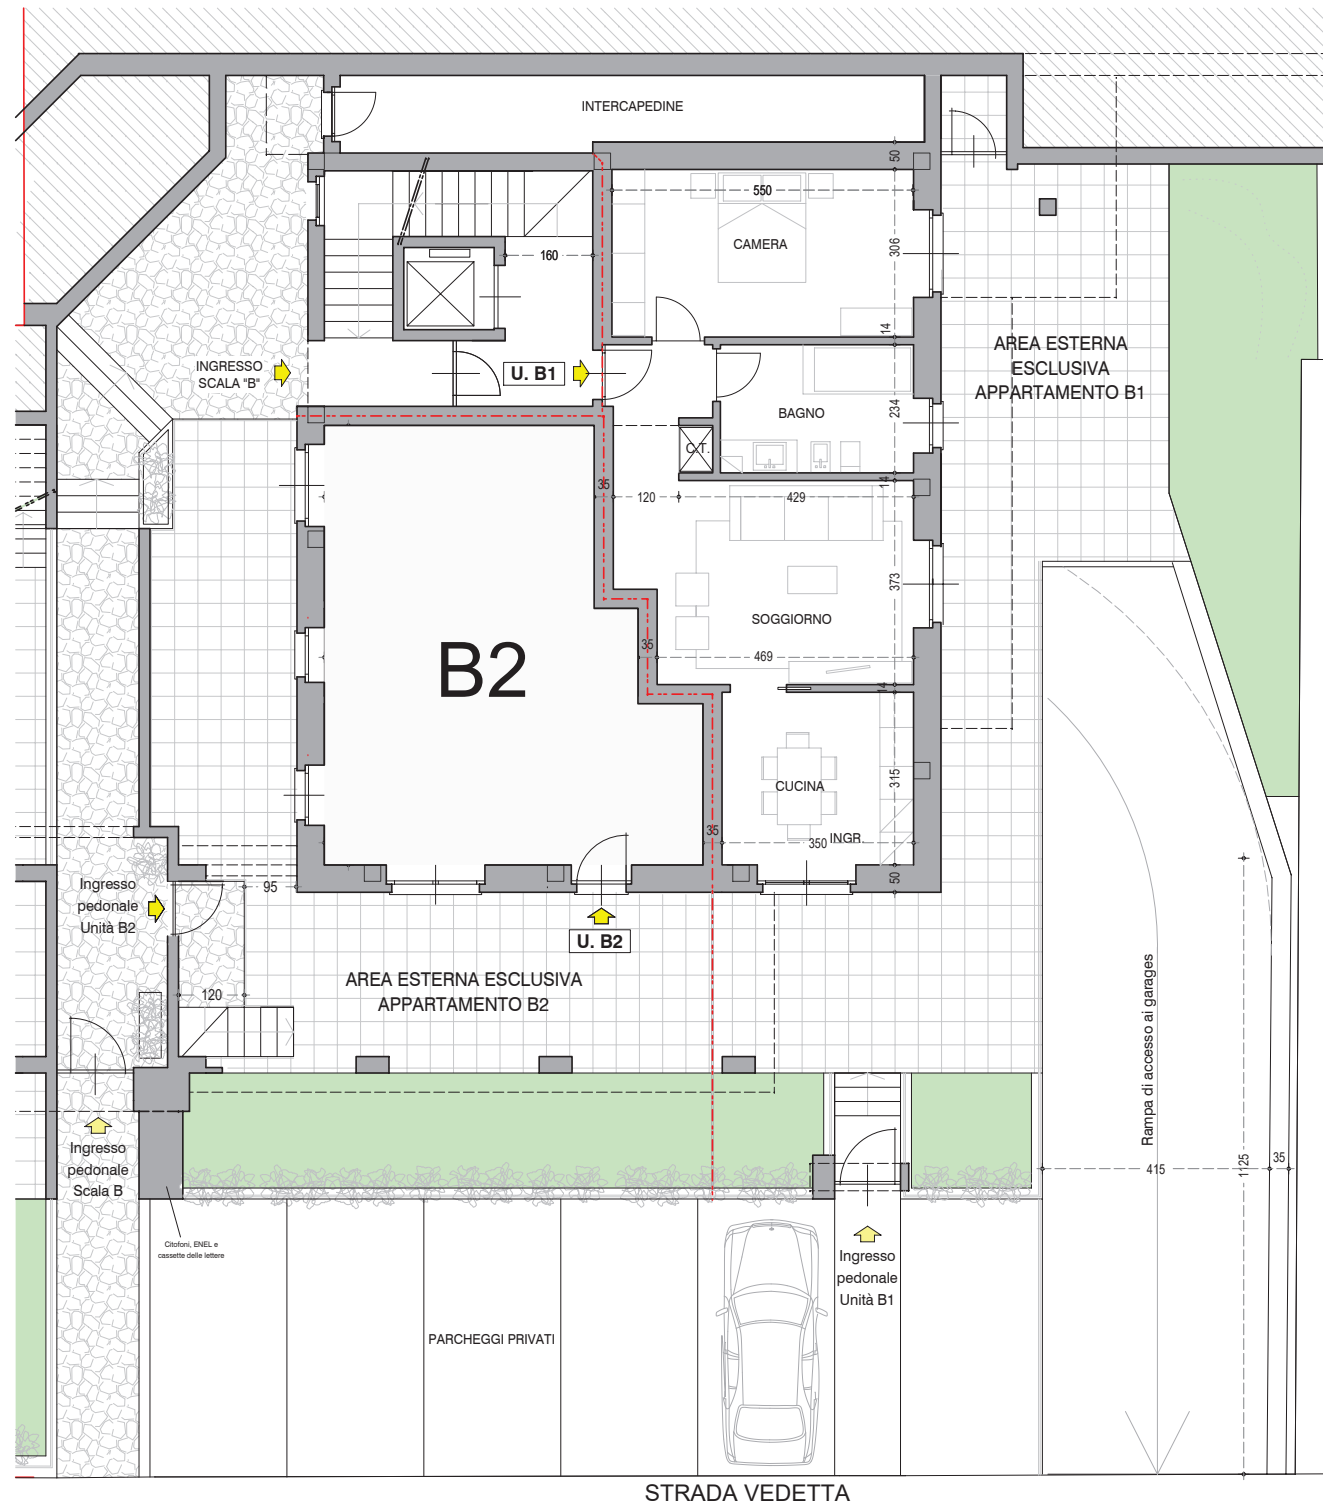 INTERCAPEDINE
50
550
CAMERA
306
160
14
INGRESSO
SCALA "B"
U. B1
AREA ESTERNA
ESCLUSIVA
APPARTAMENTO B1
BAGNO
234
C.T.
35
120
429
14
373
SOGGIORNO
B2
35
469
14
CUCINA
315
35
350
INGR.
50
Ingresso
pedonale
Unità B2
95
U. B2
AREA ESTERNA ESCLUSIVA
APPARTAMENTO B2
120
Rampa di accesso ai garages
Ingresso
pedonale
Scala B
415
1125
35
Citofoni, ENEL e
cassette delle lettere
Ingresso
pedonale
Unità B1
PARCHEGGI PRIVATI
STRADA VEDETTA